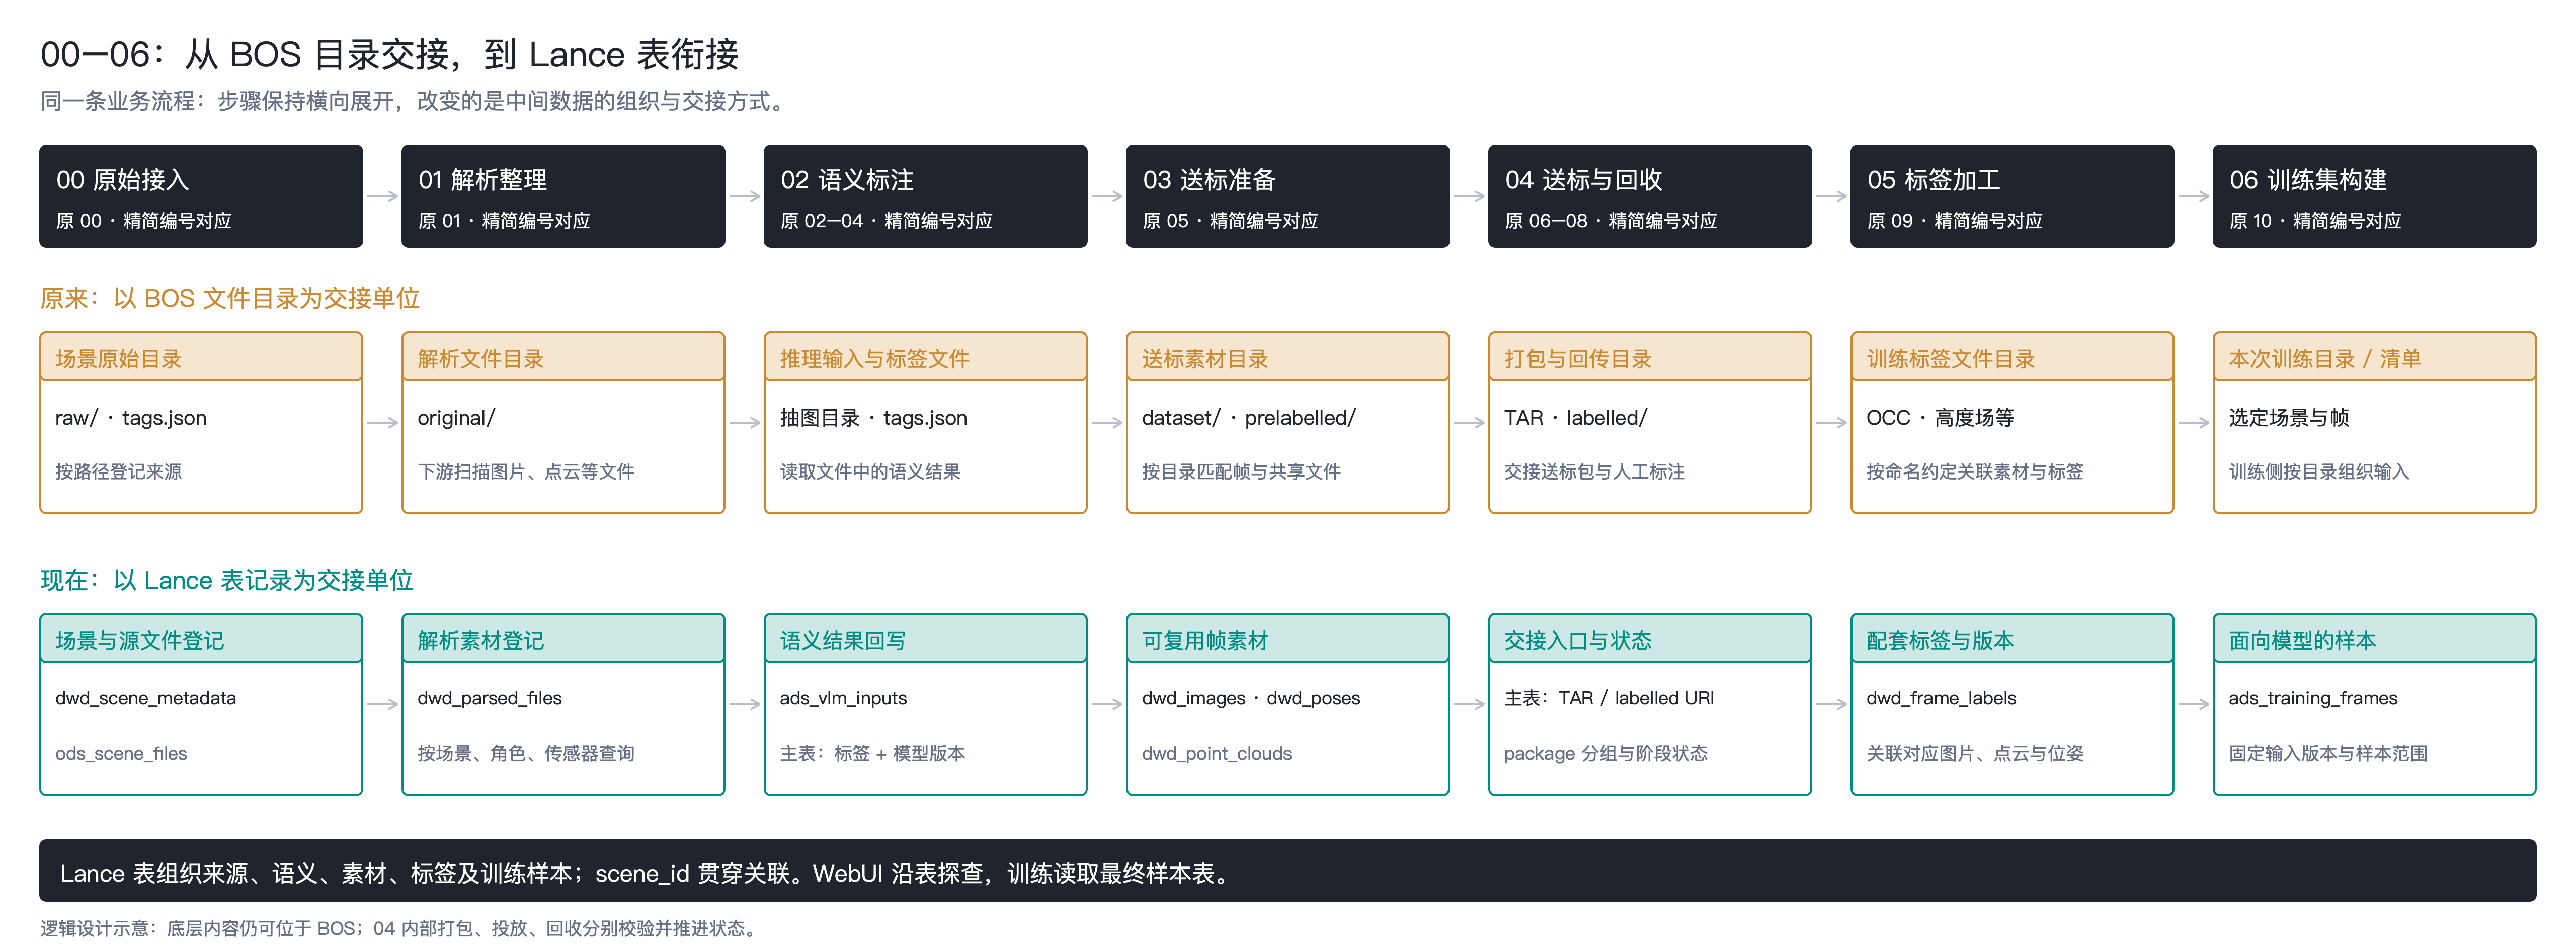 00—06：从 BOS 目录交接，到 Lance 表衔接
同一条业务流程：步骤保持横向展开，改变的是中间数据的组织与交接方式。
00 原始接入
原 00 · 精简编号对应
01 解析整理
原 01 · 精简编号对应
02 语义标注
原 02—04 · 精简编号对应
03 送标准备
原 05 · 精简编号对应
04 送标与回收
原 06—08 · 精简编号对应
05 标签加工
原 09 · 精简编号对应
06 训练集构建
原 10 · 精简编号对应
原来：以 BOS 文件目录为交接单位
场景原始目录
raw/ · tags.json
按路径登记来源
解析文件目录
original/
下游扫描图片、点云等文件
推理输入与标签文件
抽图目录 · tags.json
读取文件中的语义结果
送标素材目录
dataset/ · prelabelled/
按目录匹配帧与共享文件
打包与回传目录
TAR · labelled/
交接送标包与人工标注
训练标签文件目录
OCC · 高度场等
按命名约定关联素材与标签
本次训练目录 / 清单
选定场景与帧
训练侧按目录组织输入
现在：以 Lance 表记录为交接单位
场景与源文件登记
dwd_scene_metadata
ods_scene_files
解析素材登记
dwd_parsed_files
按场景、角色、传感器查询
语义结果回写
ads_vlm_inputs
主表：标签 + 模型版本
可复用帧素材
dwd_images · dwd_poses
dwd_point_clouds
交接入口与状态
主表：TAR / labelled URI
package 分组与阶段状态
配套标签与版本
dwd_frame_labels
关联对应图片、点云与位姿
面向模型的样本
ads_training_frames
固定输入版本与样本范围
Lance 表组织来源、语义、素材、标签及训练样本；scene_id 贯穿关联。WebUI 沿表探查，训练读取最终样本表。
逻辑设计示意：底层内容仍可位于 BOS；04 内部打包、投放、回收分别校验并推进状态。